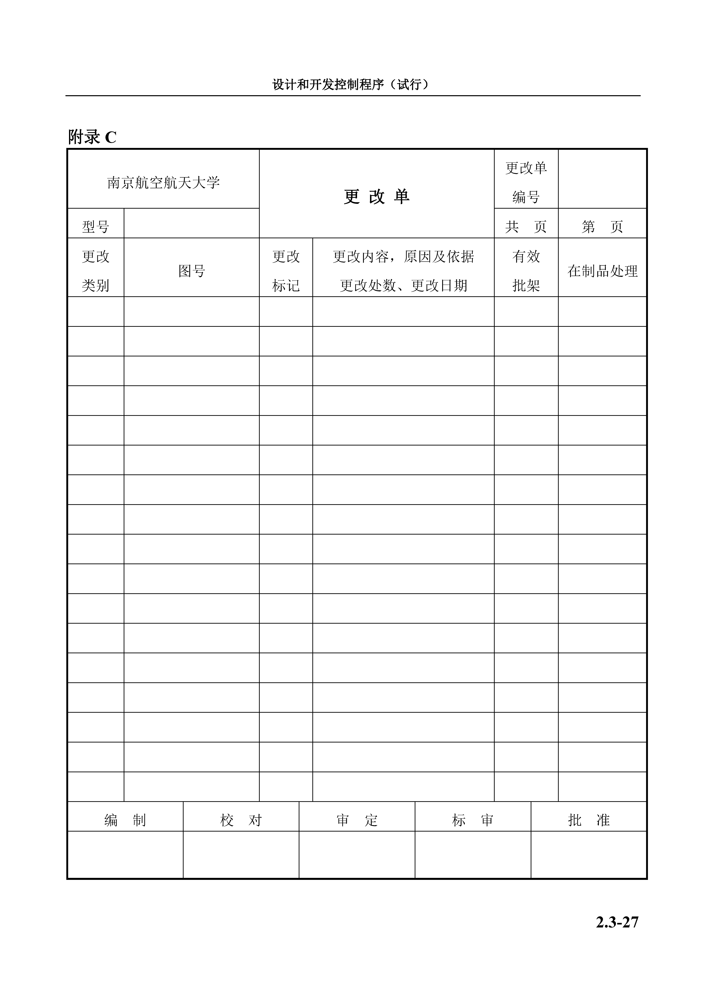 设计和开发控制程序（试行）
附录 C
南京航空航天大学
更 改 单
更改单
编号
型号
共 页
第 页
更改
类别
图号
更改
标记
更改内容，原因及依据
更改处数、更改日期
有效
批架
在制品处理
编 制
校 对
审 定
标 审
批 准
2.3-27